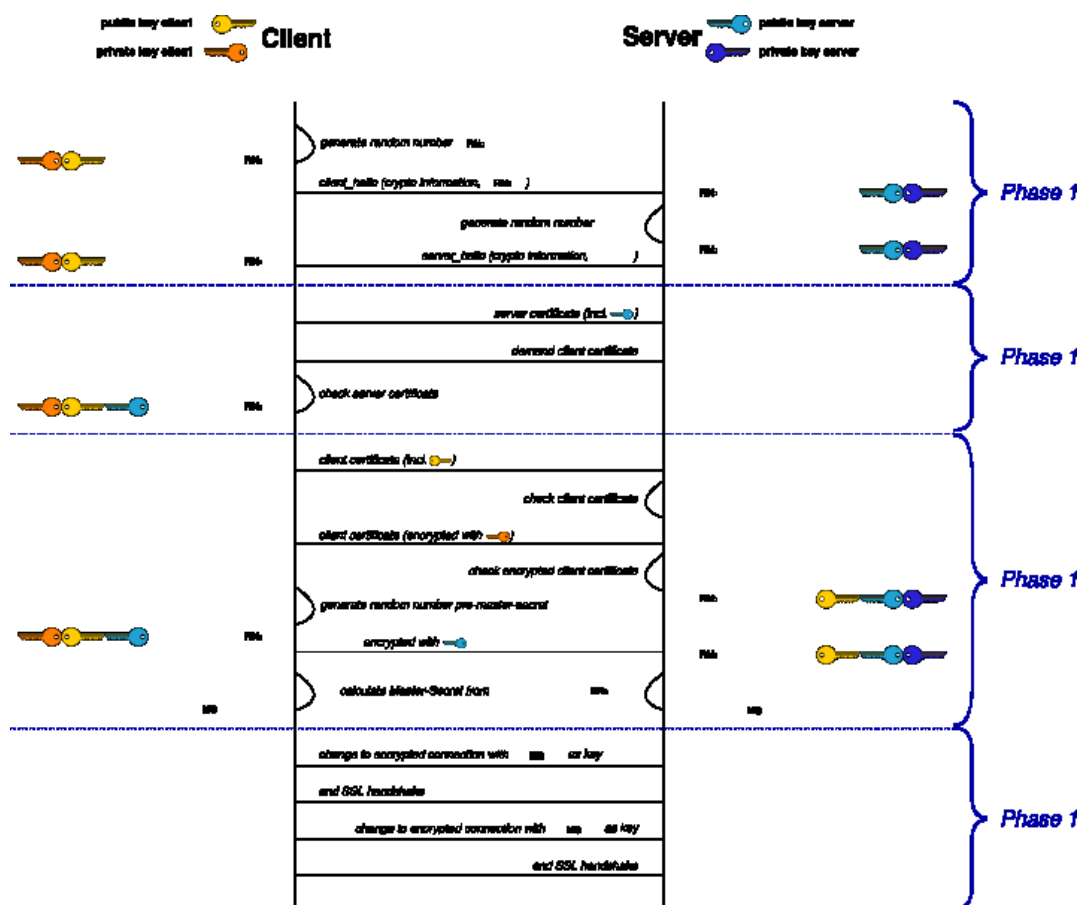 public key client
private key client
Client
Server
public key server
private key server
generate random number
client_hello (crypto information, )
generate random number
server_hello (crypto information, )
Phase 1
server certificate (incl. )
demand client certificate
check server certificate
Phase 1
client certificate (incl. )
check client certificate
client certificate (encrypted with )
check encrypted client certificate
generate random number pre-master-secret
encrypted with
calculate Master-Secret from
MS
MS
Phase 1
change to encrypted connection with MS as key
end SSL handshake
change to encrypted connection with MS as key
end SSL handshake
Phase 1